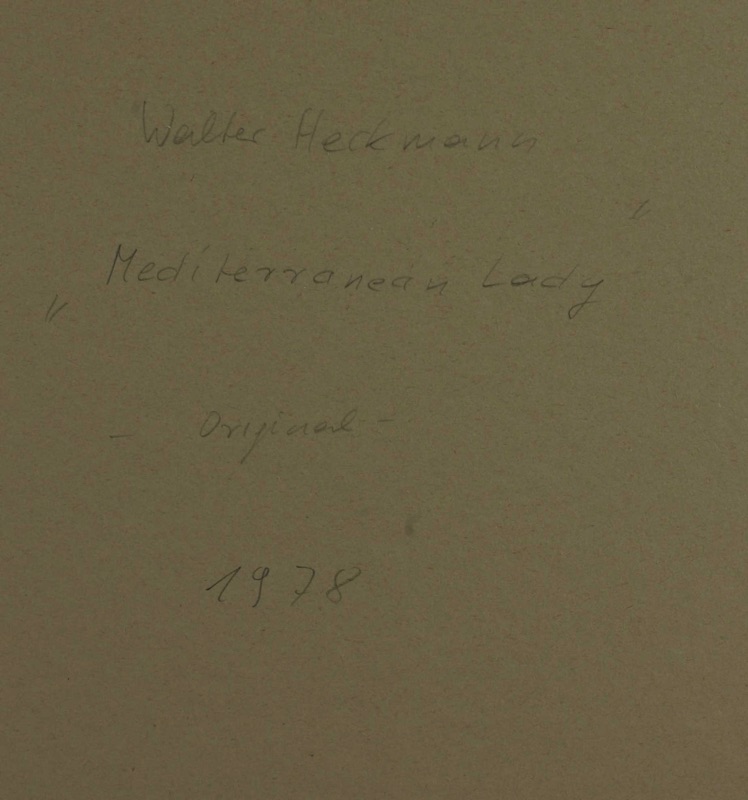 Walter Heckmann
„Mediterranean Lady"
- Original -
1978